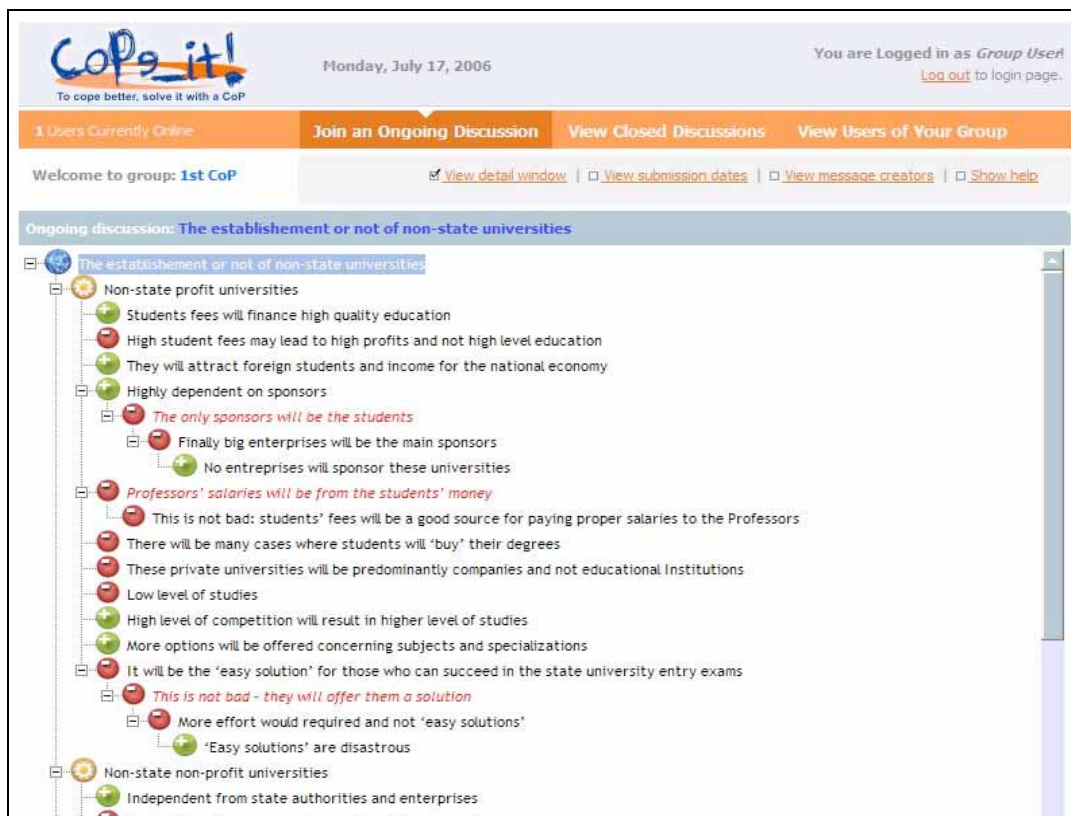 CoPe_it!
To cope better, solve it with a CoP
Monday, July 17, 2006
You are Logged in as Group User!
Log out to login page.
1 Users Currently Online
Join an Ongoing Discussion
View Closed Discussions
View Users of Your Group
Welcome to group: 1st CoP
View detail window | View submission dates | View message creators | Show help
Ongoing discussion: The establishement or not of non-state universities
The establishement or not of non-state universities
Non-state profit universities
Students fees will finance high quality education
High student fees may lead to high profits and not high level education
They will attract foreign students and income for the national economy
Highly dependent on sponsors
The only sponsors will be the students
Finally big enterprises will be the main sponsors
No entreprises will sponsor these universities
Professors' salaries will be from the students' money
This is not bad: students' fees will be a good source for paying proper salaries to the Professors
There will be many cases where students will 'buy' their degrees
These private universities will be predominantly companies and not educational Institutions
Low level of studies
High level of competition will result in higher level of studies
More options will be offered concerning subjects and specializations
It will be the 'easy solution' for those who can succeed in the state university entry exams
This is not bad - they will offer them a solution
More effort would required and not 'easy solutions'
'Easy solutions' are disastrous
Non-state non-profit universities
Independent from state authorities and enterprises